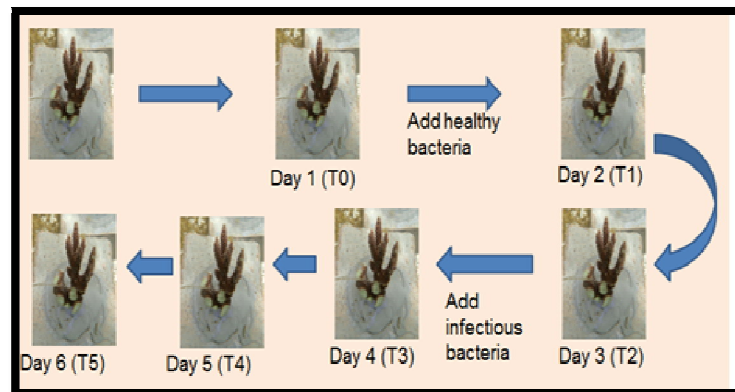 Add healthy
bacteria
Day 1 (T0)
Day 2 (T1)
Add
infectious
bacteria
Day 6 (T5)
Day 5 (T4)
Day 4 (T3)
Day 3 (T2)